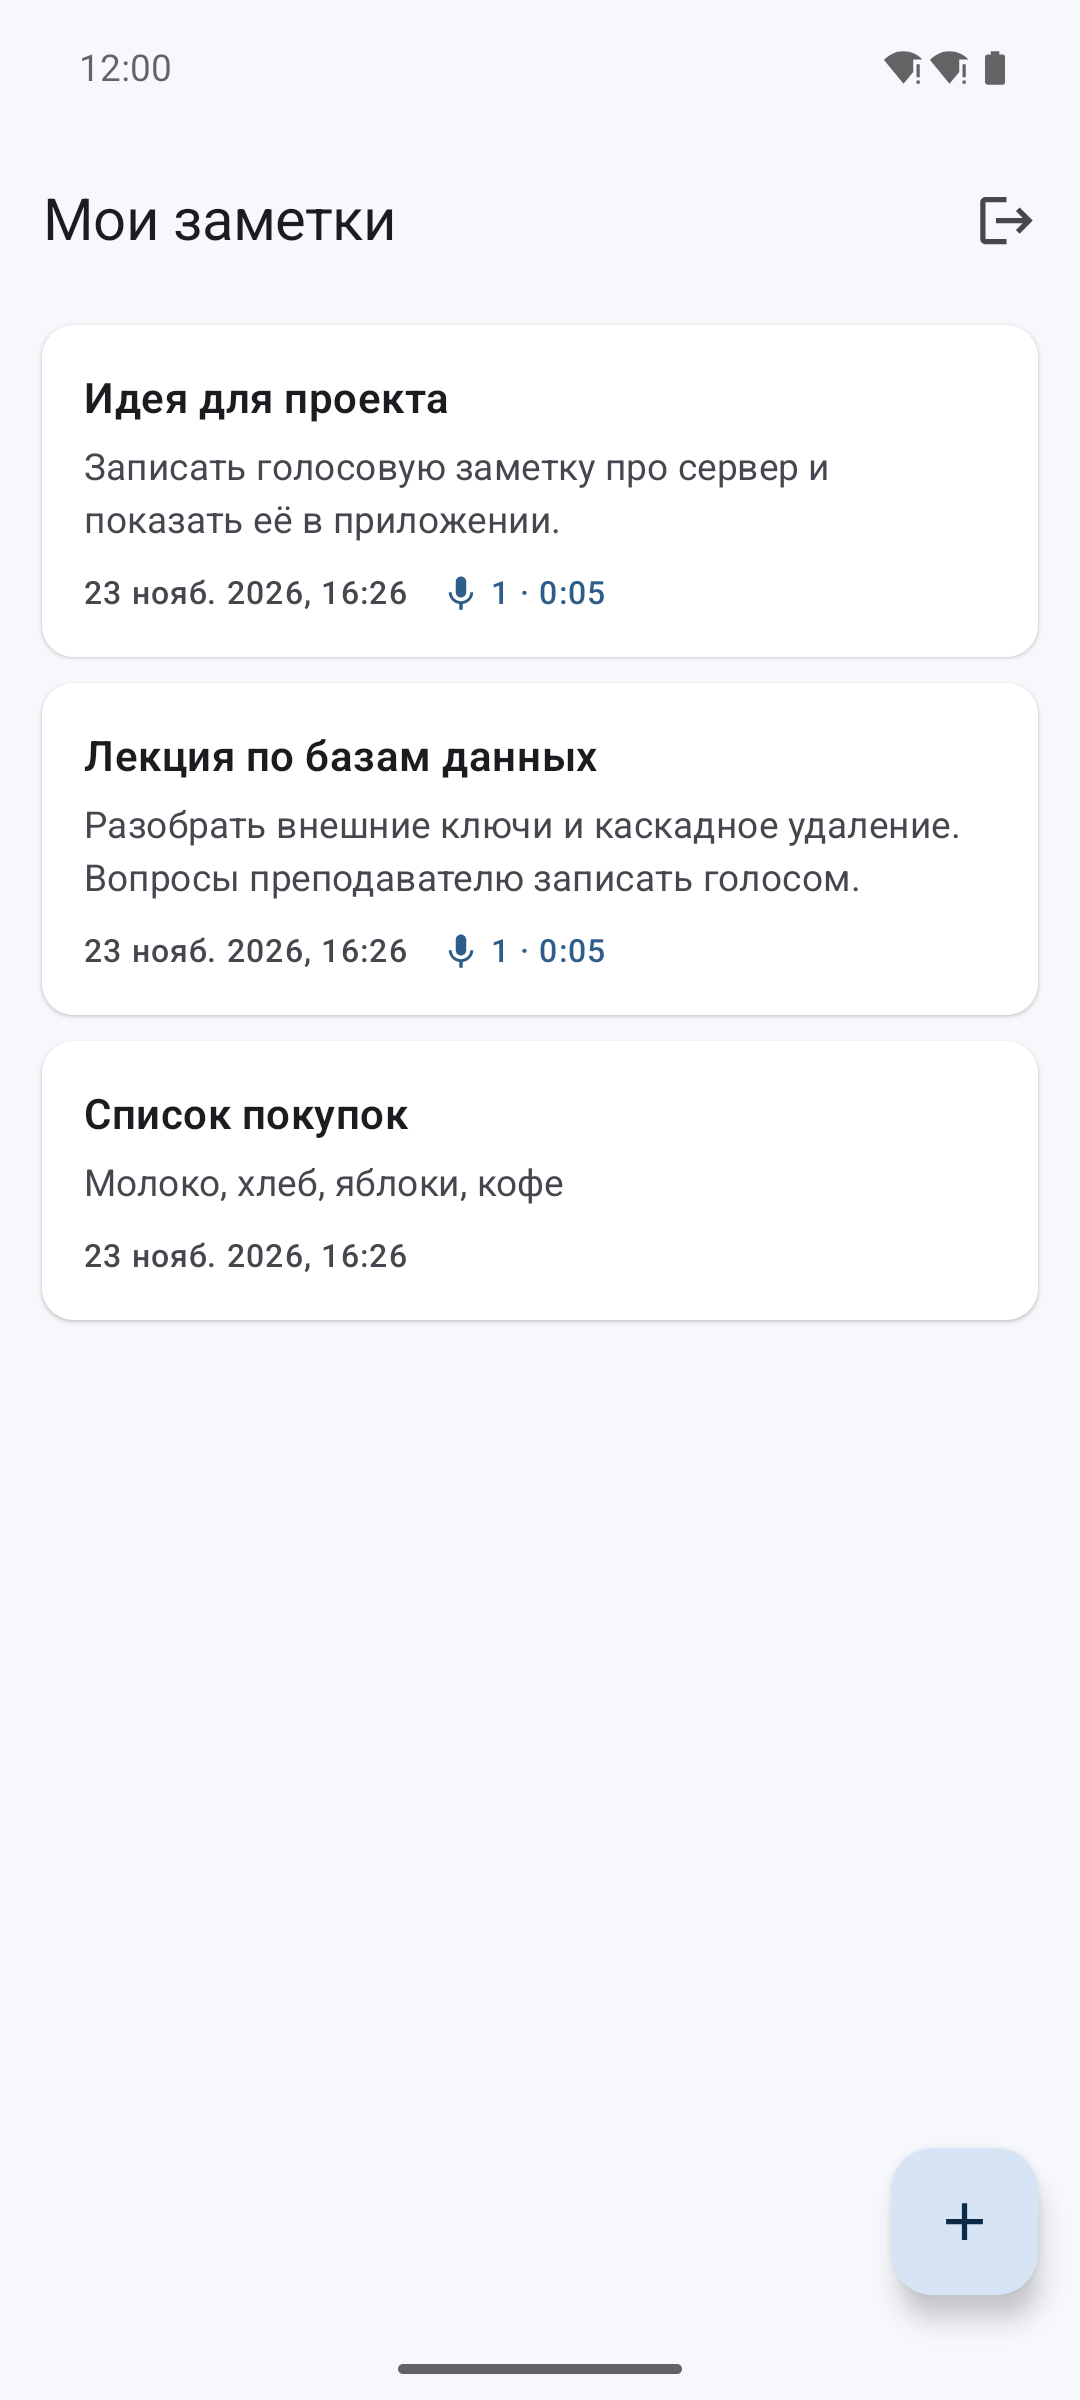 12:00
Мои заметки
Идея для проекта
Записать голосовую заметку про сервер и
показать её в приложении.
23 нояб. 2026, 16:26 1 · 0:05
Лекция по базам данных
Разобрать внешние ключи и каскадное удаление.
Вопросы преподавателю записать голосом.
23 нояб. 2026, 16:26 1 · 0:05
Список покупок
Молоко, хлеб, яблоки, кофе
23 нояб. 2026, 16:26